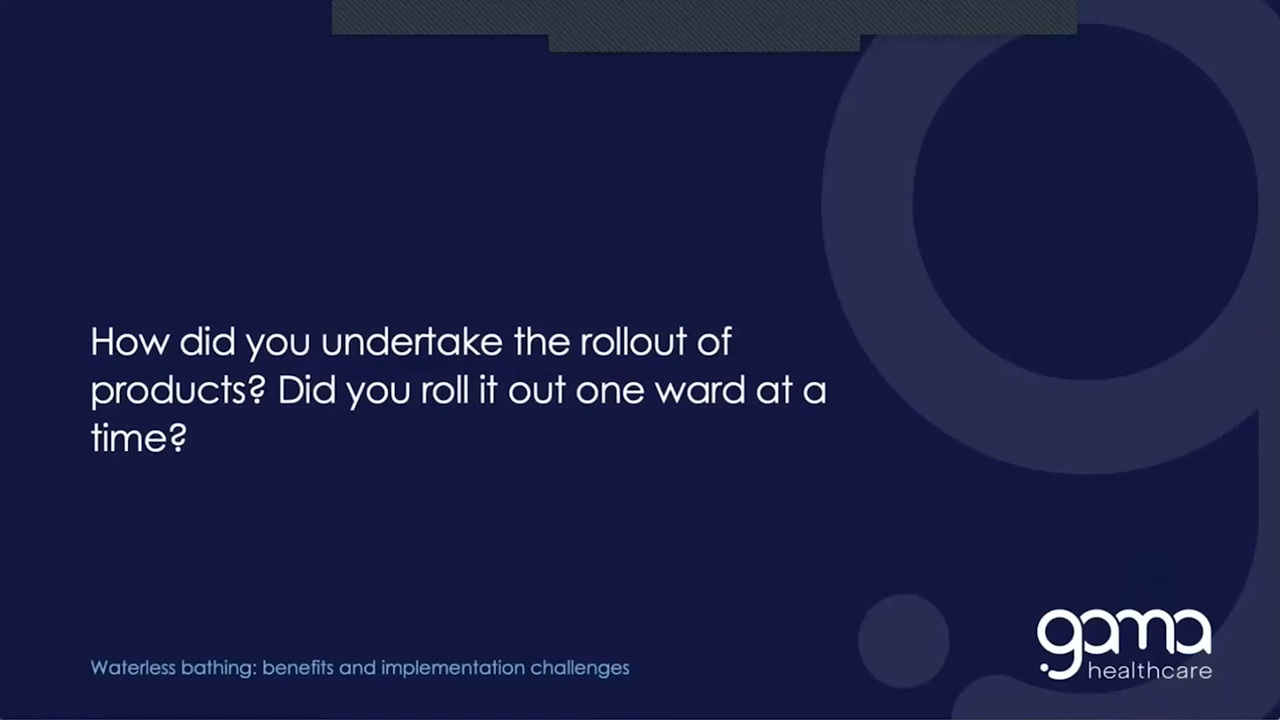 How did you undertake the rollout of
products? Did you roll it out one ward at a
time?
Waterless bathing: benefits and implementation challenges
gama
healthcare